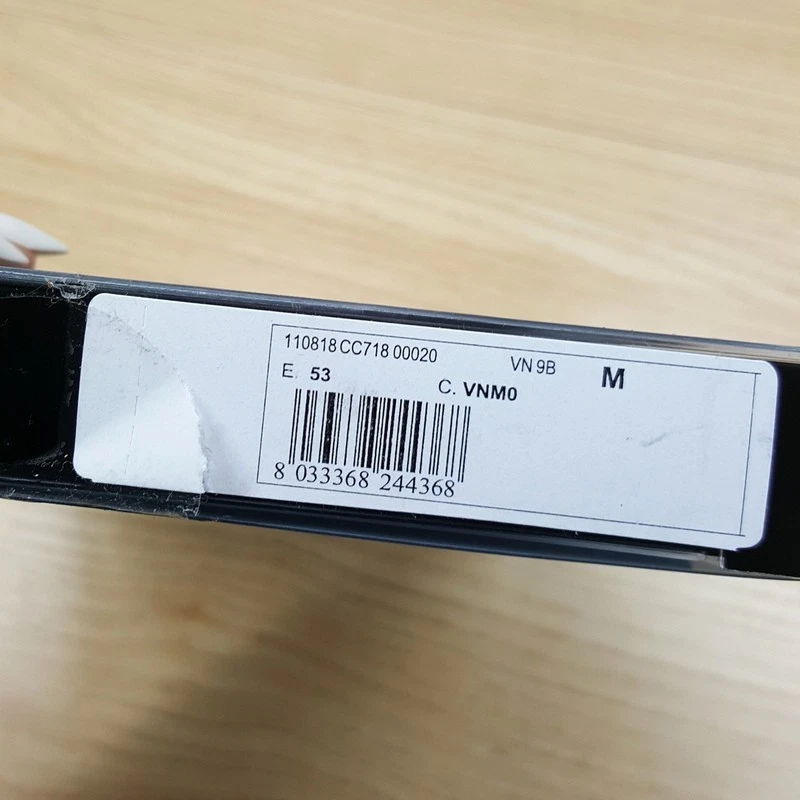 110818 CC718 00020 VN 9B M
E. 53 C. VNM0
8 033368 244368